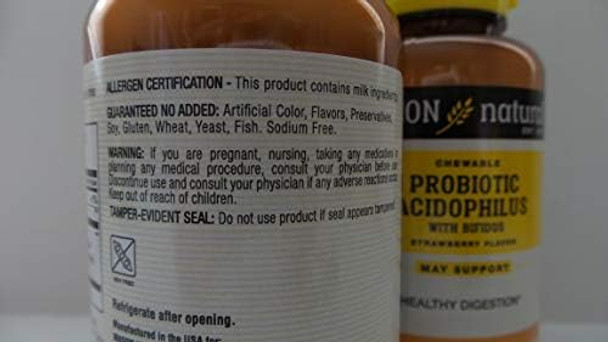 ALLERGEN CERTIFICATION - This product contains milk ingredients
GUARANTEED NO ADDED: Artificial Color, Flavors, Preservatives,
Soy, Gluten, Wheat, Yeast, Fish. Sodium Free.
WARNING: If you are pregnant, nursing, taking any medications or
planning any medical procedure, consult your physician before use.
Discontinue use and consult your physician if any adverse reactions occur.
Keep out of reach of children.
TAMPER-EVIDENT SEAL: Do not use product if seal appears tampered
Refrigerate after opening.
Manufactured in the USA for:
ON natural
CHEWABLE
PROBIOTIC
ACIDOPHILUS
WITH BIFIDUS
STRAWBERRY FLAVOR
MAY SUPPORT
HEALTHY DIGESTION*